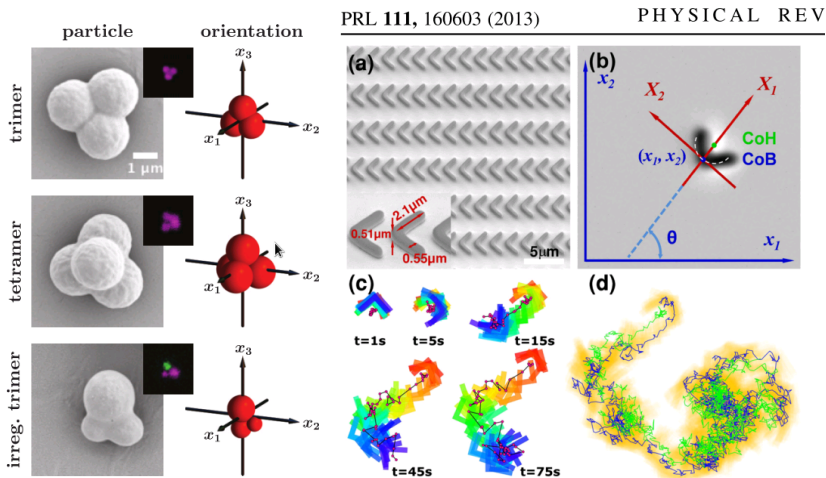 particle
orientation
trimer
1 μm
x₃
x₂
x₁
tetramer
x₃
x₂
x₁
irreg. trimer
x₃
x₂
x₁
PRL 111, 160603 (2013)
PHYSICAL REV
(a)
2.1μm
0.51μm
0.55μm
5μm
(b)
x₂
X₂
X₁
CoH
CoB
(x₁, x₂)
θ
x₁
(c)
t=1s
t=5s
t=15s
t=45s
t=75s
(d)